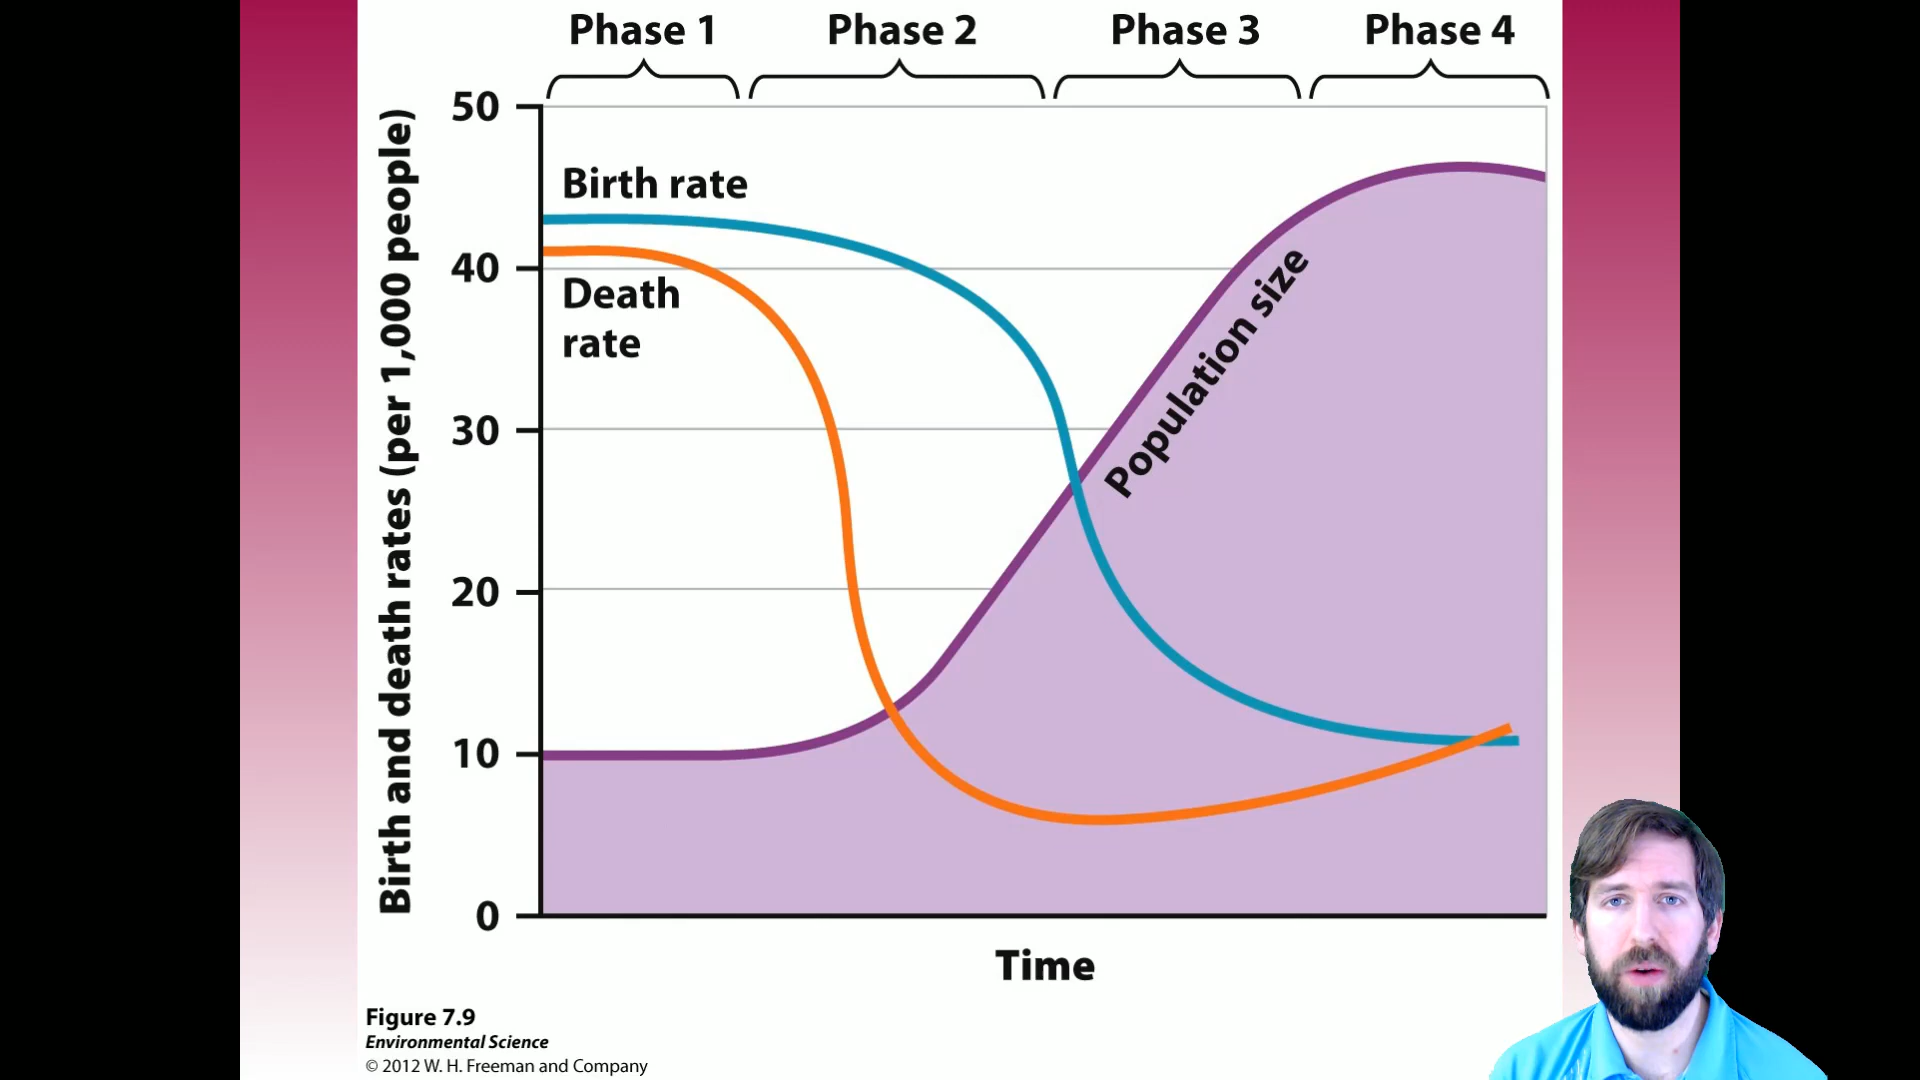 Phase 1
Phase 2
Phase 3
Phase 4
Birth and death rates (per 1,000 people)
50
40
30
20
10
0
Birth rate
Death
rate
Population size
Time
Figure 7.9
Environmental Science
© 2012 W. H. Freeman and Company